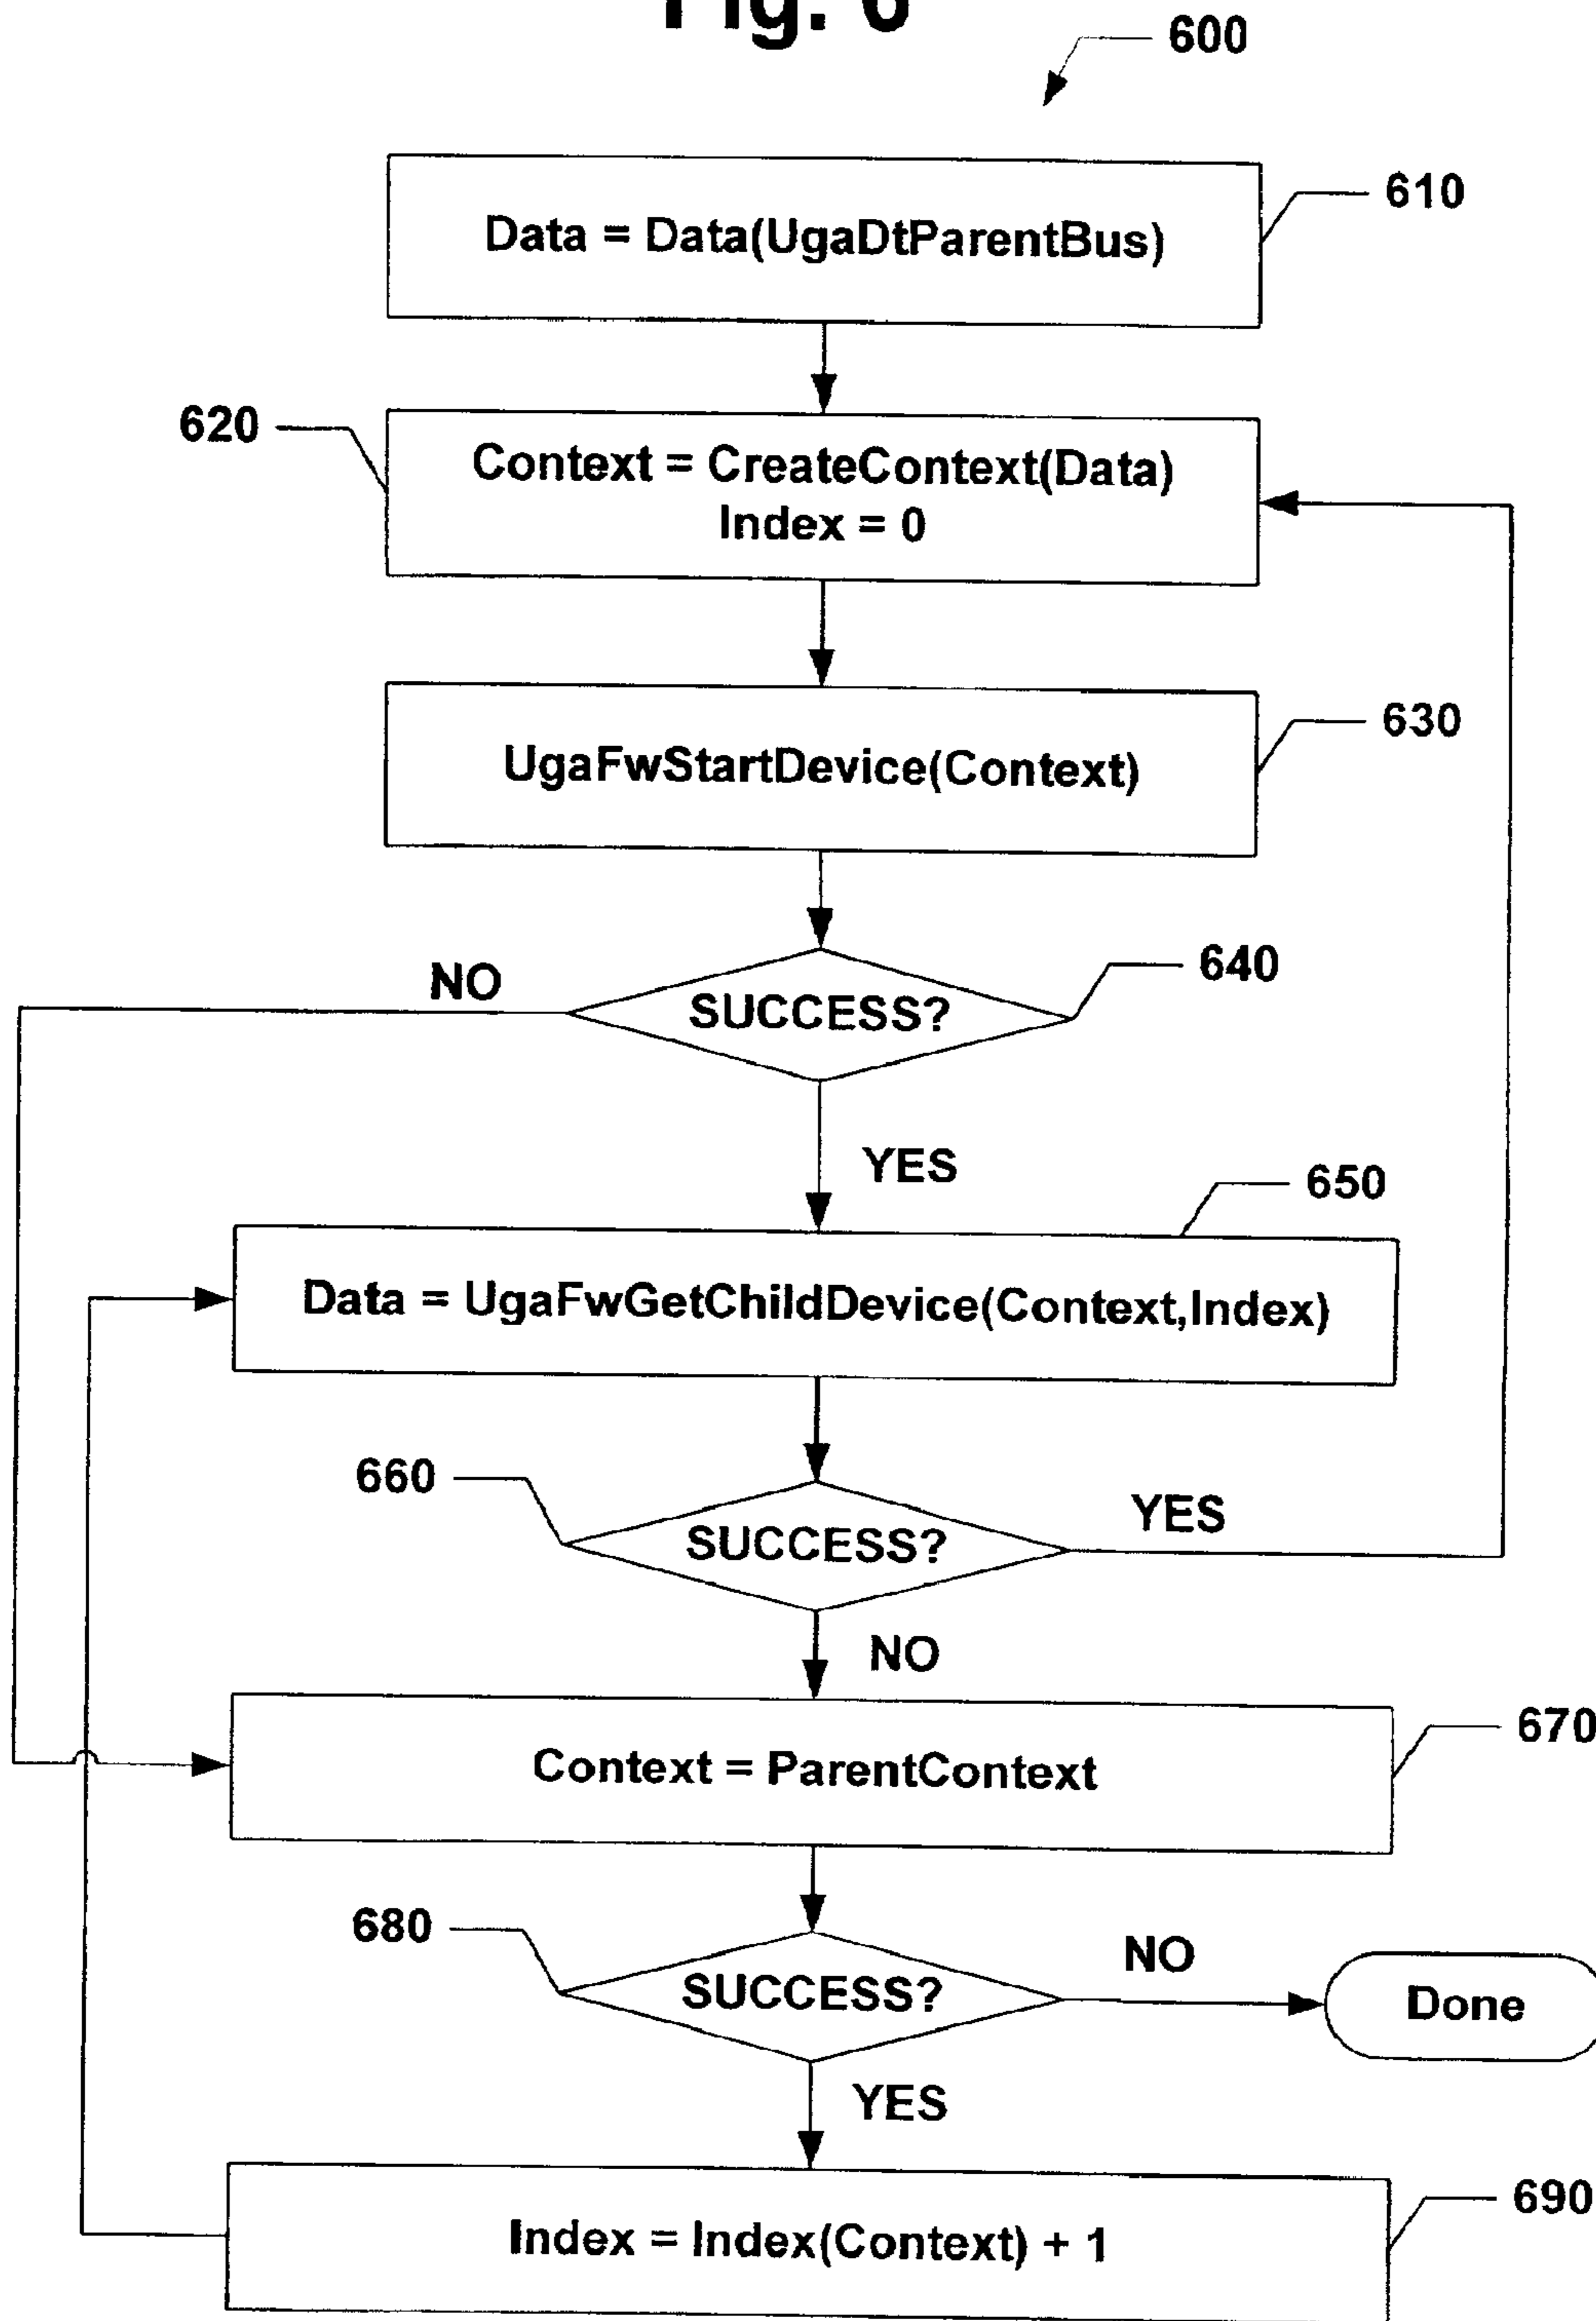 Fig. 6
600
Data = Data(UgaDtParentBus)
610
620
Context = CreateContext(Data)
Index = 0
UgaFwStartDevice(Context)
630
NO
SUCCESS?
640
YES
650
Data = UgaFwGetChildDevice(Context,Index)
660
SUCCESS?
YES
NO
Context = ParentContext
670
680
SUCCESS?
NO
Done
YES
Index = Index(Context) + 1
690